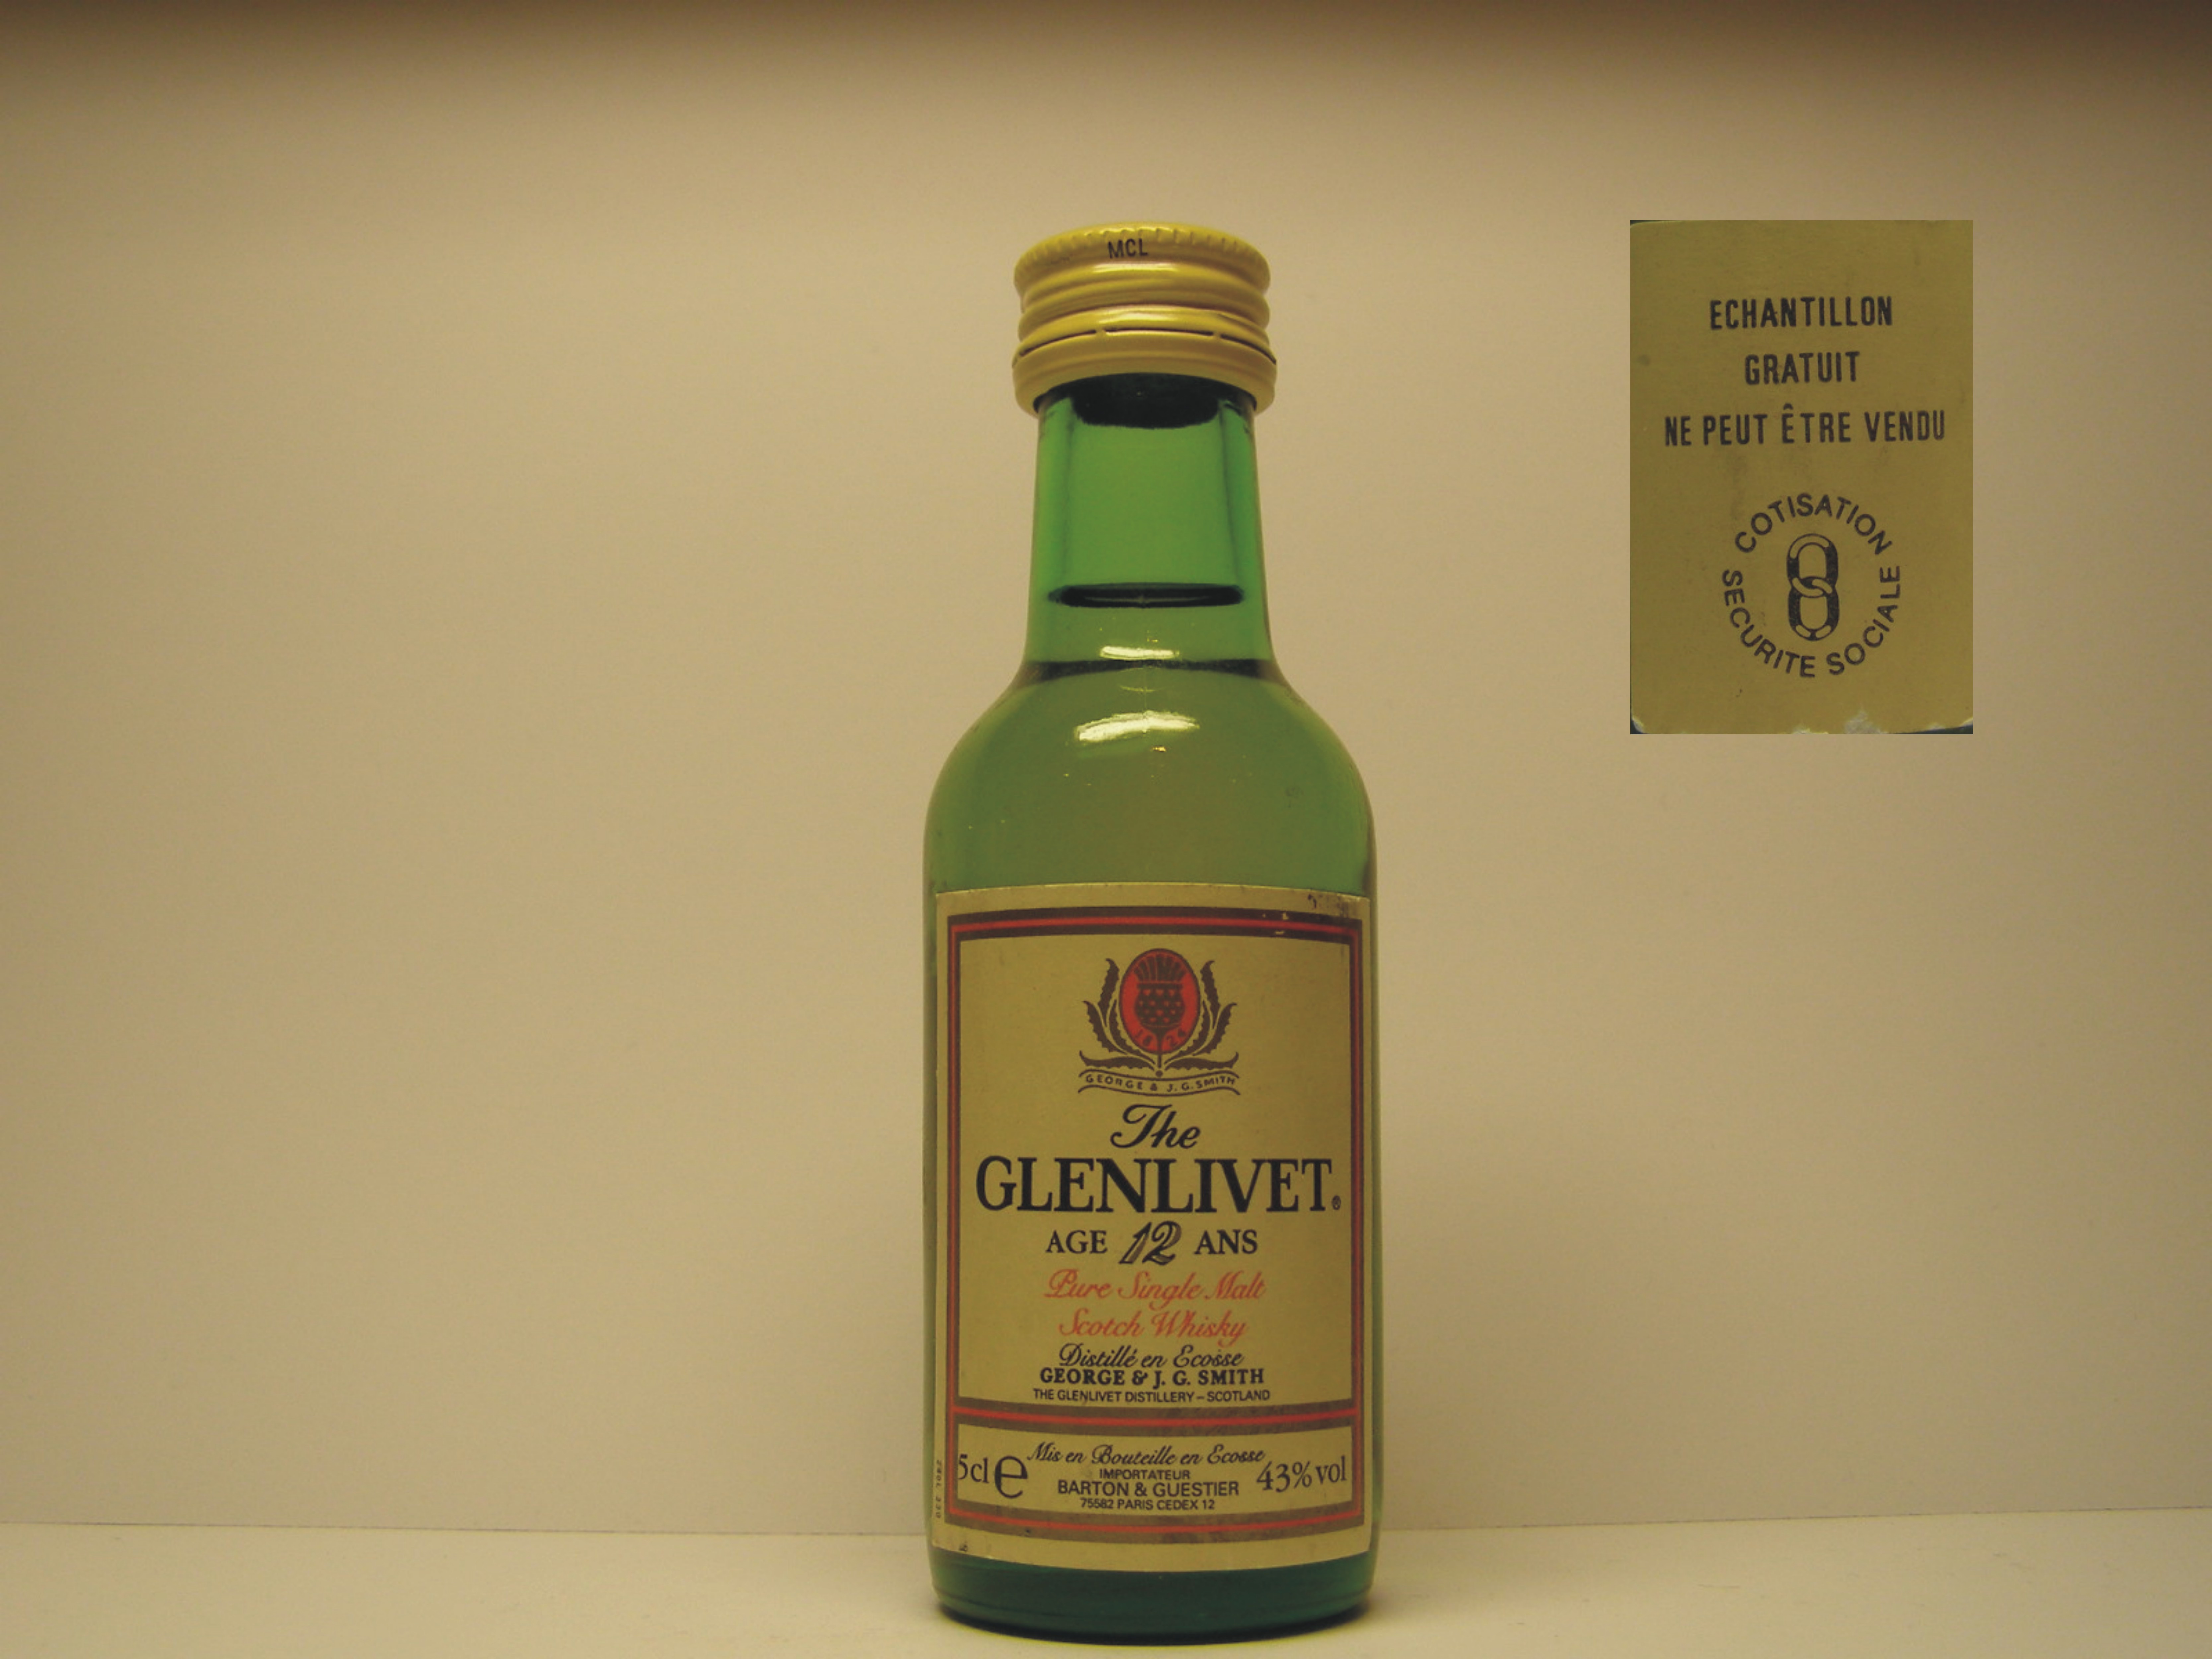 MCL
ECHANTILLON
GRATUIT
NE PEUT ÊTRE VENDU
COTISATION
SECURITE SOCIALE
1824
GEORGE & J.G.SMITH
The
GLENLIVET®
AGE 12 ANS
Pure Single Malt
Scotch Whisky
Distillé en Ecosse
GEORGE & J. G. SMITH
THE GLENLIVET DISTILLERY – SCOTLAND
5cl e Mis en Bouteille en Ecosse 43% vol
IMPORTATEUR
BARTON & GUESTIER
75582 PARIS CEDEX 12